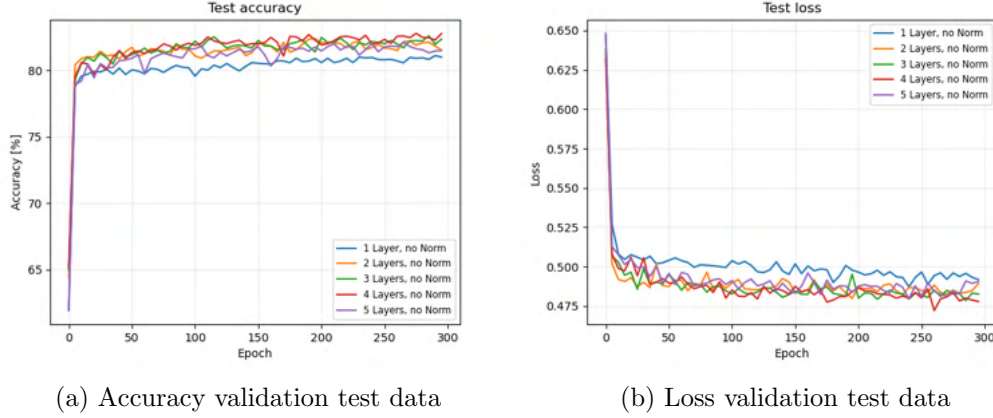 Test accuracy
Accuracy [%]
80
75
70
65
0
50
100
150
200
250
300
Epoch
1 Layer, no Norm
2 Layers, no Norm
3 Layers, no Norm
4 Layers, no Norm
5 Layers, no Norm
(a) Accuracy validation test data
Test loss
Loss
0.650
0.625
0.600
0.575
0.550
0.525
0.500
0.475
0
50
100
150
200
250
300
Epoch
1 Layer, no Norm
2 Layers, no Norm
3 Layers, no Norm
4 Layers, no Norm
5 Layers, no Norm
(b) Loss validation test data